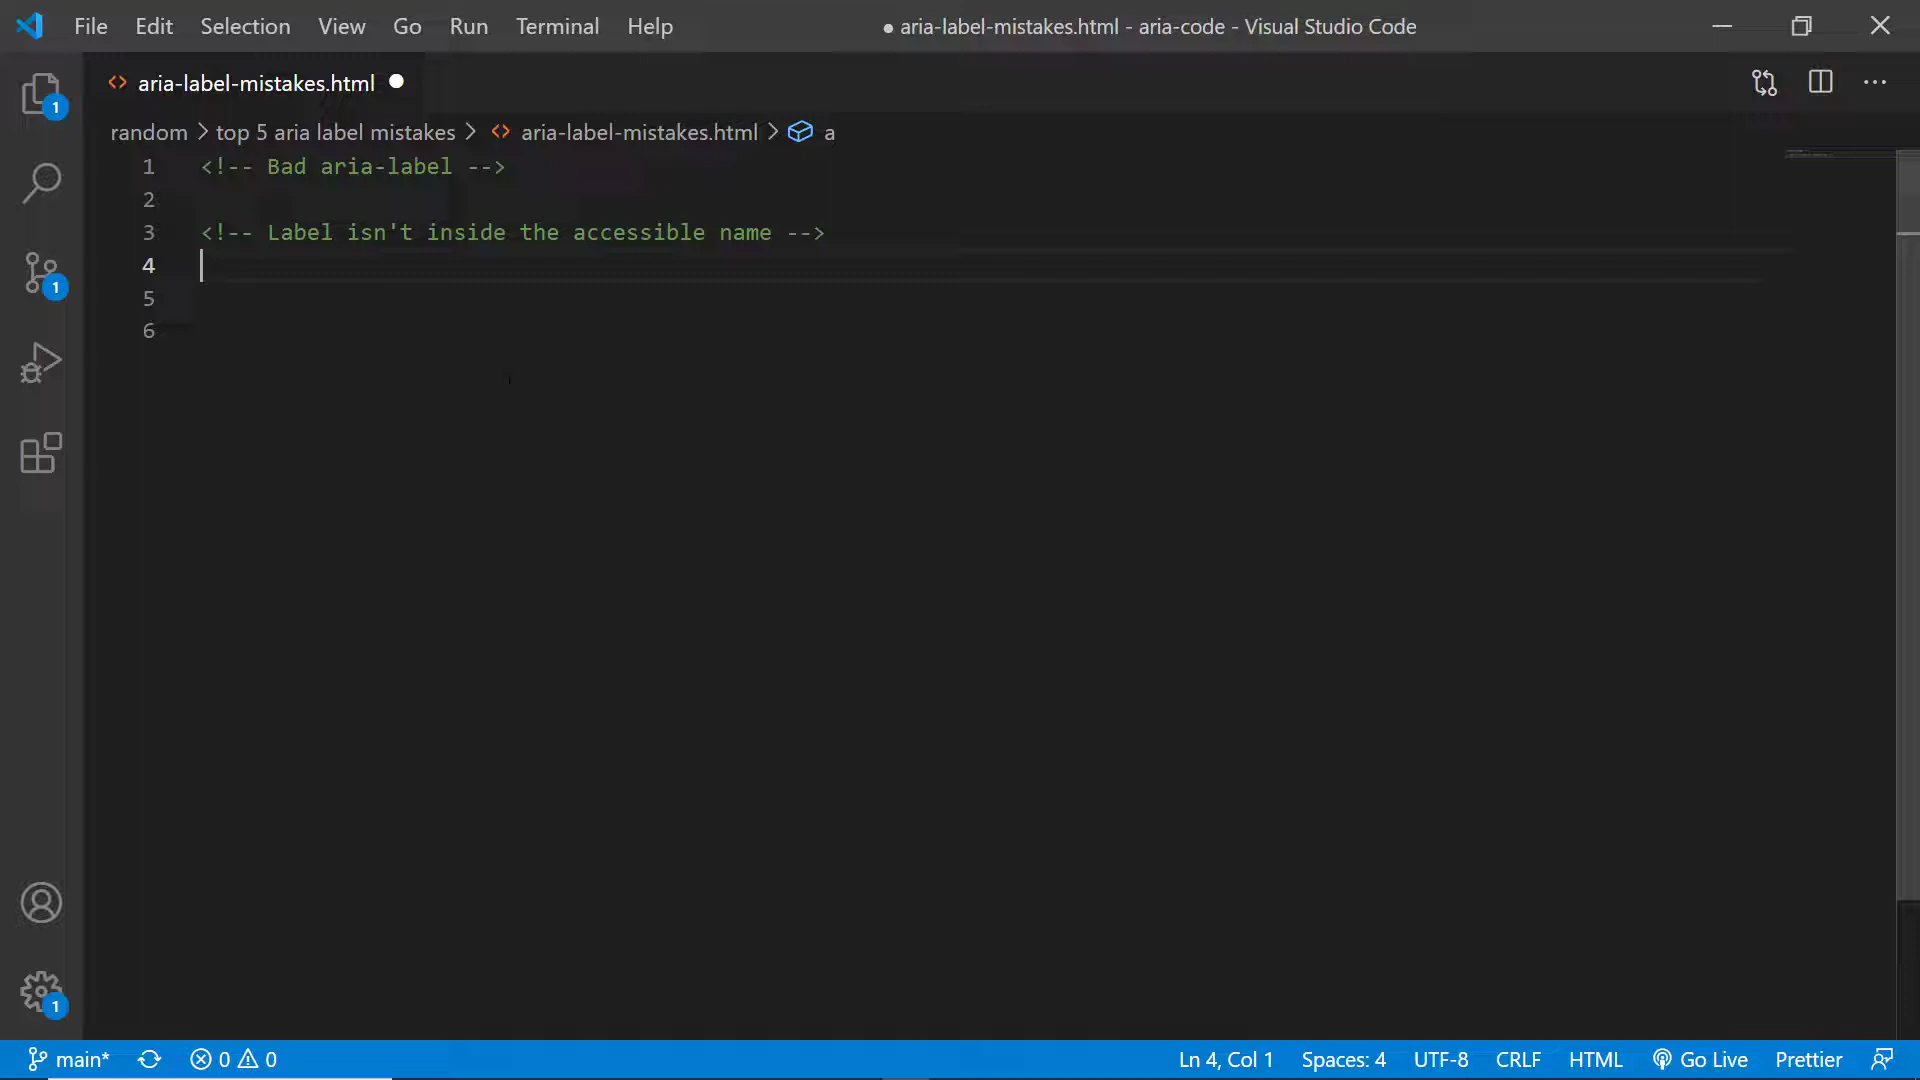 File Edit Selection View Go Run Terminal Help
● aria-label-mistakes.html - aria-code - Visual Studio Code
aria-label-mistakes.html
random > top 5 aria label mistakes > aria-label-mistakes.html > a
1 <!-- Bad aria-label -->
2
3 <!-- Label isn't inside the accessible name -->
4
5
6
1
1
1
main* 0 0 Ln 4, Col 1 Spaces: 4 UTF-8 CRLF HTML Go Live Prettier